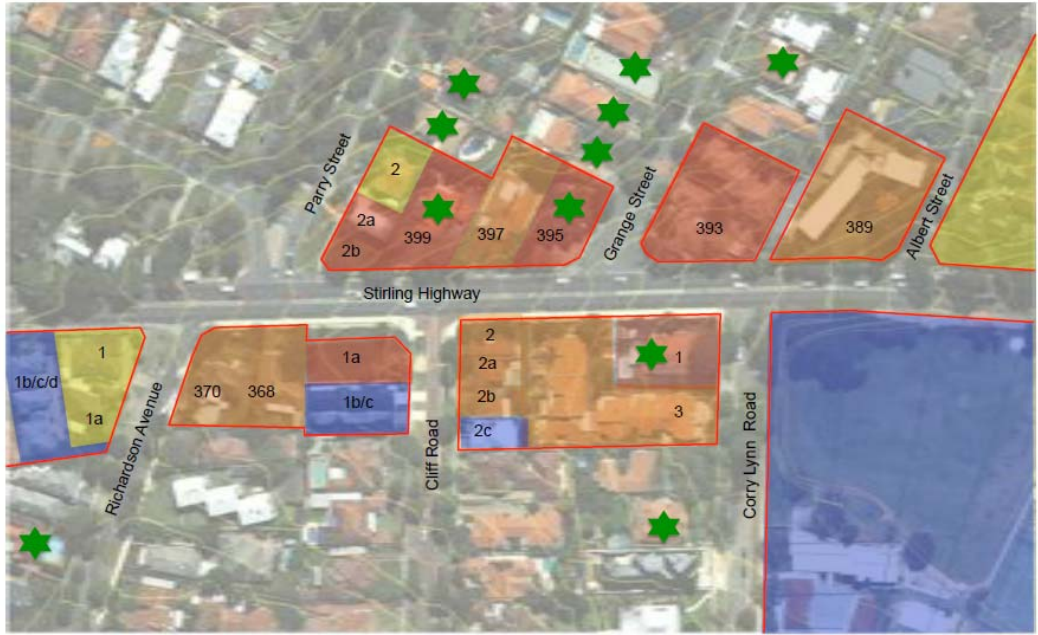 Parry Street
2
2a
2b
399
397
395
Grange Street
393
389
Albert Street
Stirling Highway
1b/c/d
1
1a
Richardson Avenue
370
368
1a
1b/c
Cliff Road
2
2a
2b
2c
1
3
Corry Lynn Road